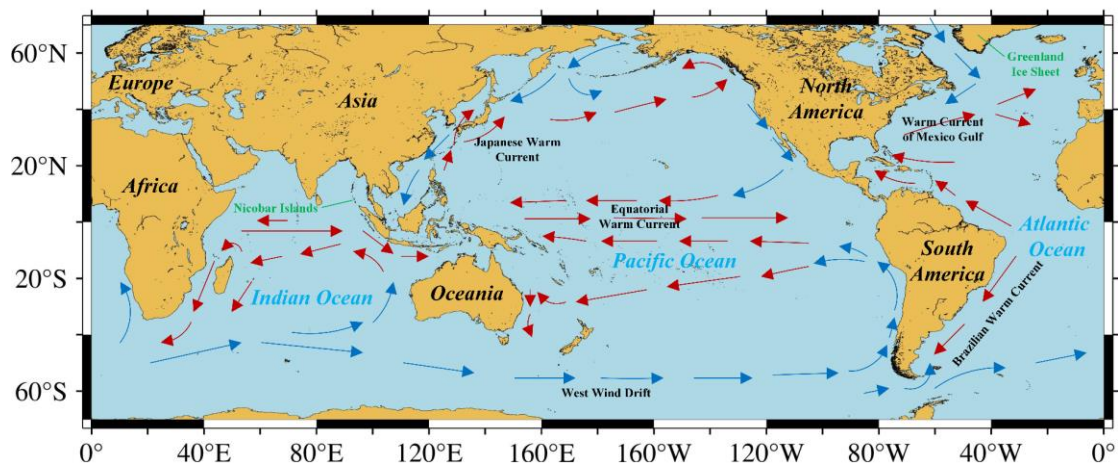 60°N
20°N
20°S
60°S
Europe
Asia
Africa
Nicobar Islands
Indian Ocean
Oceania
Japanese Warm
Current
Equatorial
Warm Current
Pacific Ocean
West Wind Drift
North
America
Greenland
Ice Sheet
Warm Current
of Mexico Gulf
Atlantic
Ocean
South
America
Brazilian Warm Current
0°
40°E
80°E
120°E
160°E
160°W
120°W
80°W
40°W
0°